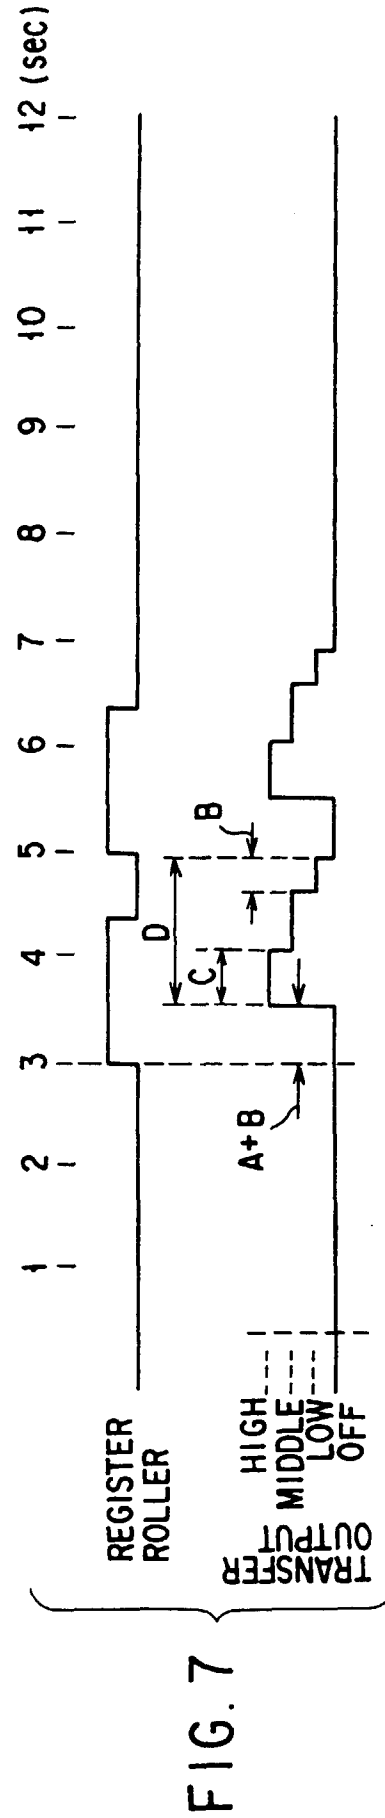 1 2 3 4 5 6 7 8 9 10 11 12 (sec)
REGISTER
ROLLER
D
C
B
A+B
TRANSFER
OUTPUT
HIGH
MIDDLE
LOW
OFF
FIG. 7